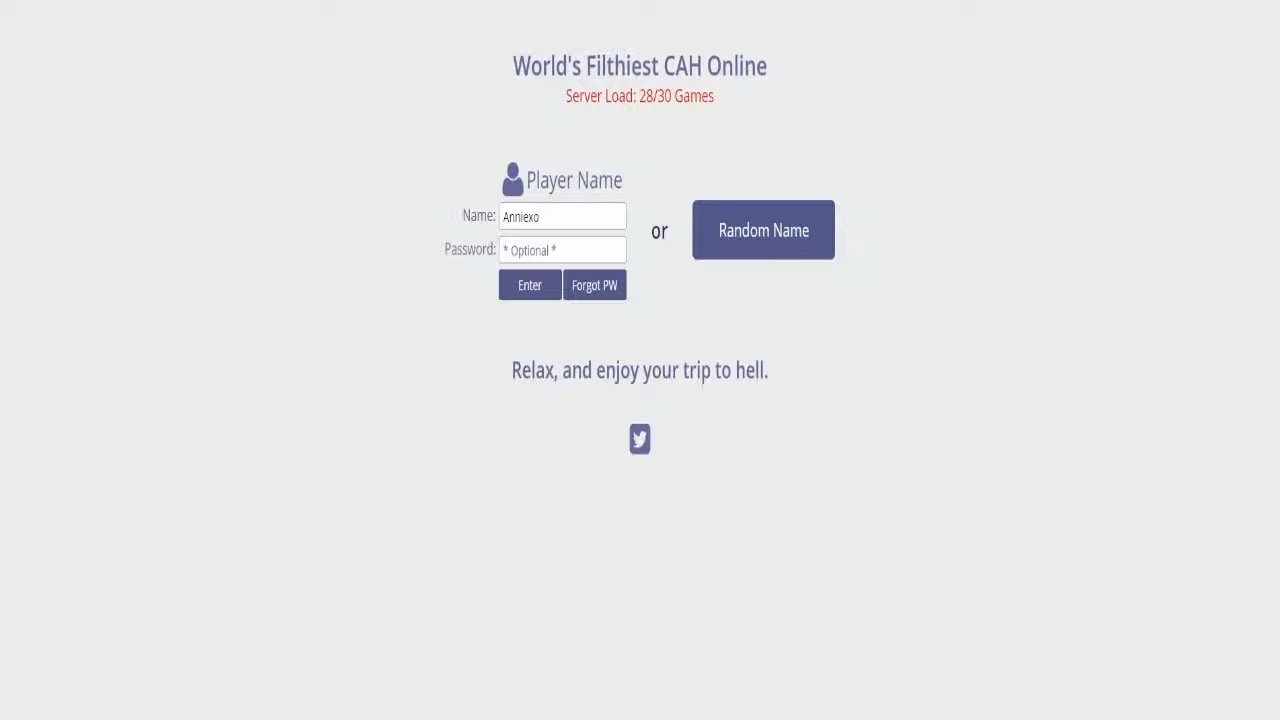 World's Filthiest CAH Online
Server Load: 28/30 Games
Player Name
Name: Anniexo
Password: * Optional *
Enter Forgot PW
or
Random Name
Relax, and enjoy your trip to hell.